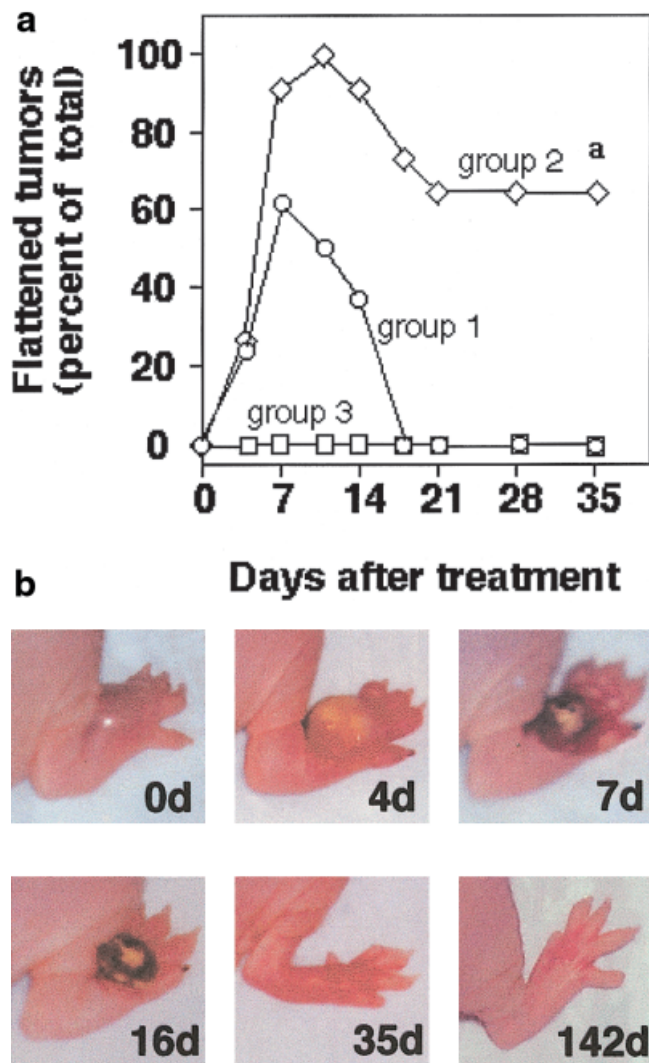 a
Flattened tumors
(percent of total)
100
80
60
40
20
0
group 2
a
group 1
group 3
0 7 14 21 28 35
Days after treatment
b
0d
4d
7d
16d
35d
142d